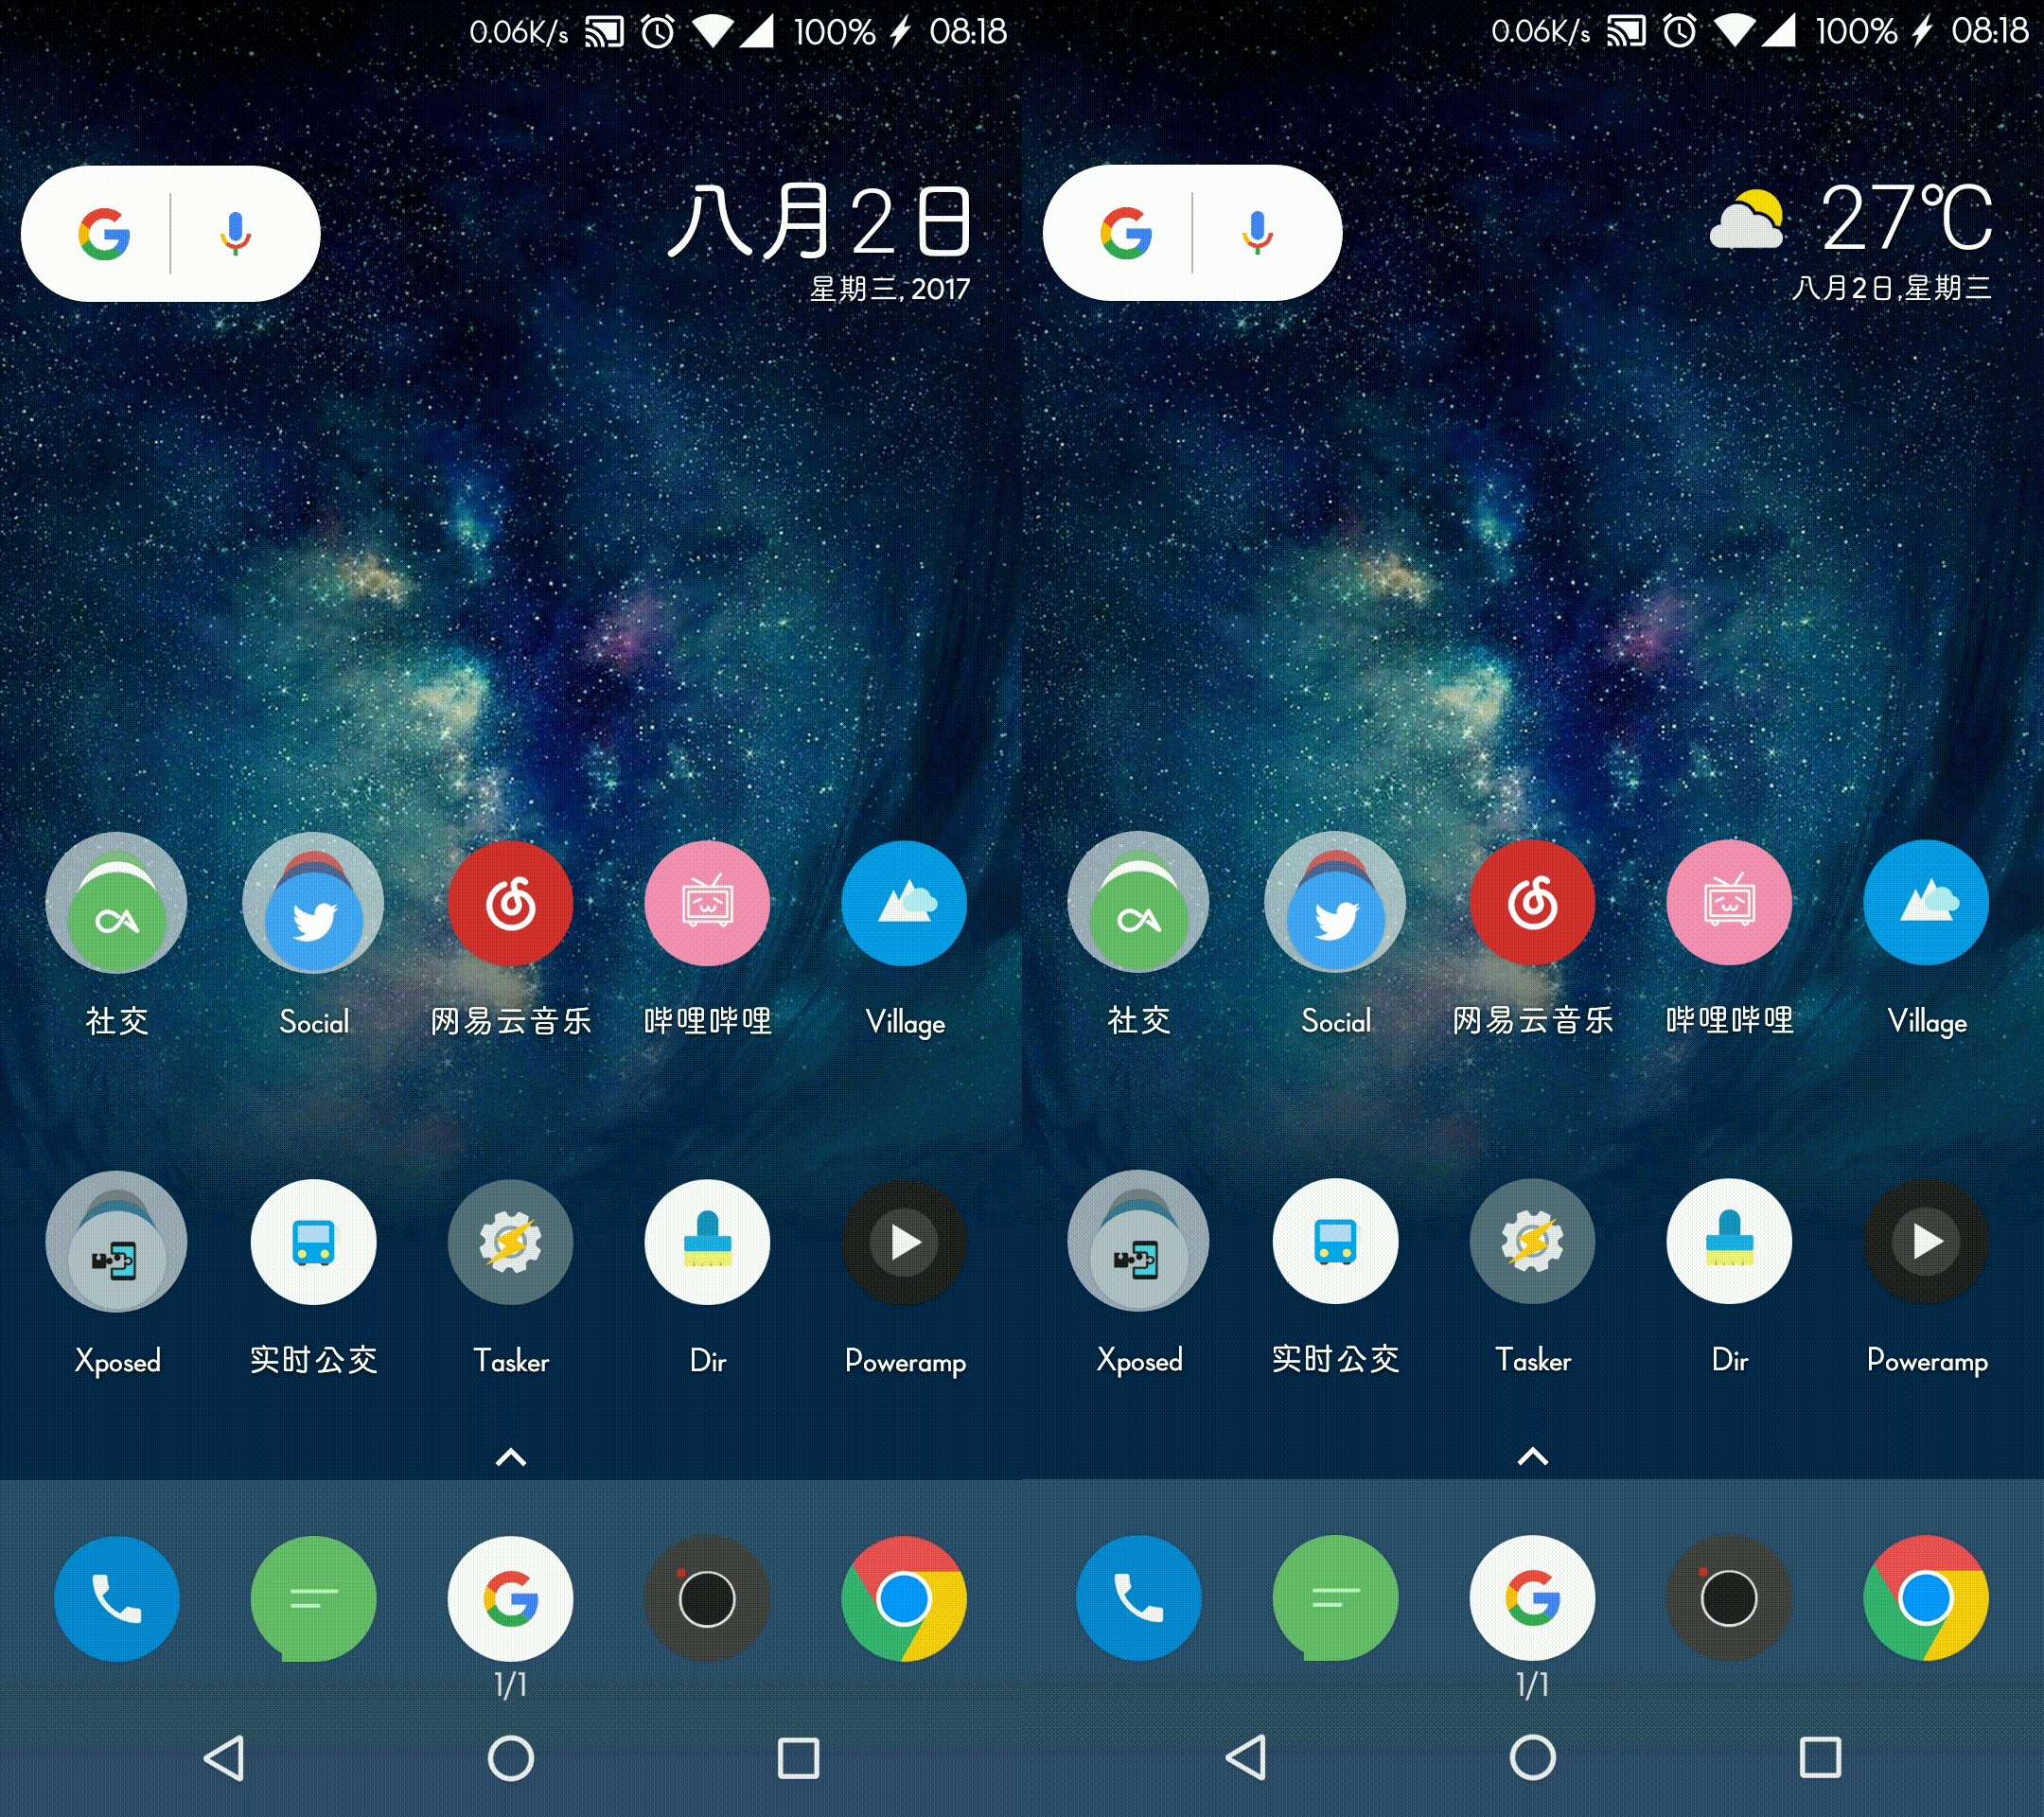 0.06K/s 100% 08:18
八月2日
星期三, 2017
社交 Social 网易云音乐 哔哩哔哩 Village
Xposed 实时公交 Tasker Dir Poweramp
1/1
0.06K/s 100% 08:18
27℃
八月2日,星期三
社交 Social 网易云音乐 哔哩哔哩 Village
Xposed 实时公交 Tasker Dir Poweramp
1/1